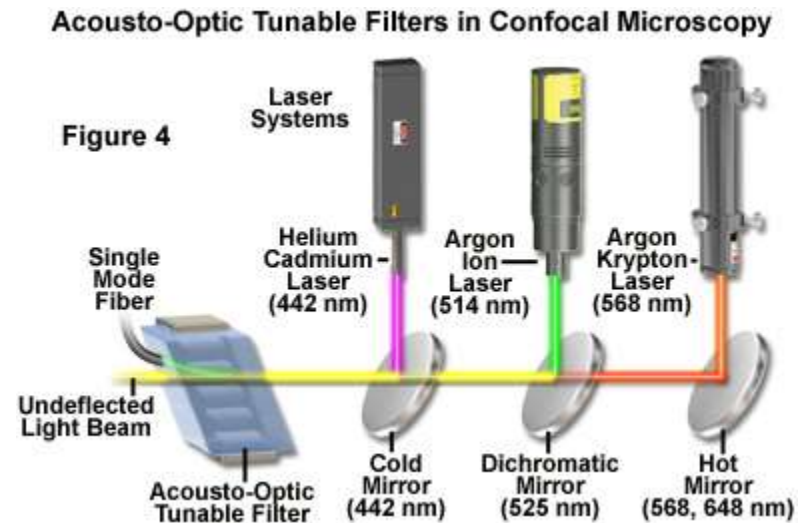 Acousto-Optic Tunable Filters in Confocal Microscopy
Figure 4
Laser
Systems
Single
Mode
Fiber
Helium
Cadmium
Laser
(442 nm)
Argon
Ion
Laser
(514 nm)
Argon
Krypton
Laser
(568 nm)
Undeflected
Light Beam
Acousto-Optic
Tunable Filter
Cold
Mirror
(442 nm)
Dichromatic
Mirror
(525 nm)
Hot
Mirror
(568, 648 nm)